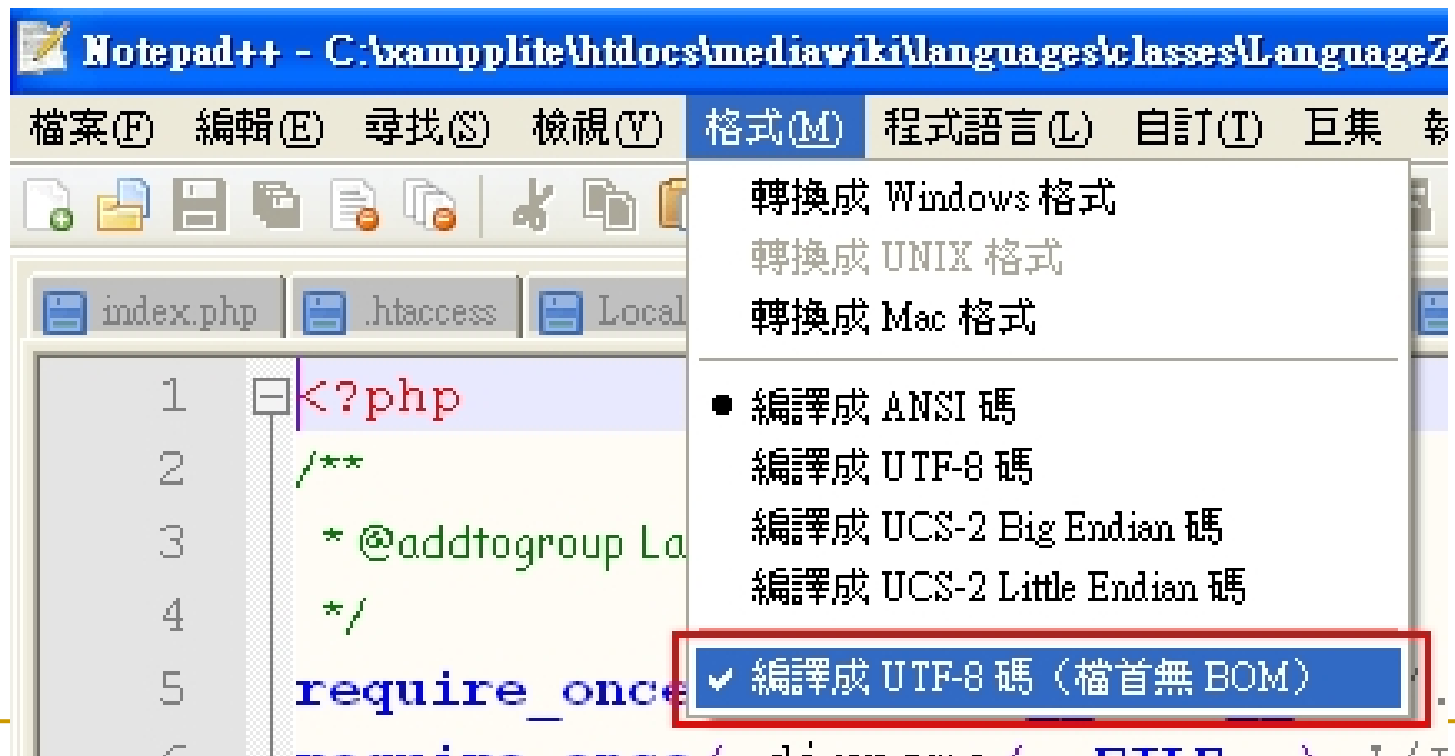 Notepad++ - C:\xampplite\htdocs\mediawiki\languages\classes\LanguageZ
檔案(F) 編輯(E) 尋找(S) 檢視(V) 格式(M) 程式語言(L) 自訂(T) 巨集
轉換成 Windows 格式
轉換成 UNIX 格式
轉換成 Mac 格式
編譯成 ANSI 碼
編譯成 UTF-8 碼
編譯成 UCS-2 Big Endian 碼
編譯成 UCS-2 Little Endian 碼
編譯成 UTF-8 碼（檔首無 BOM）
index.php .htaccess Local
1 <?php
2 /**
3 * @addtogroup La
4 */
5 require_once